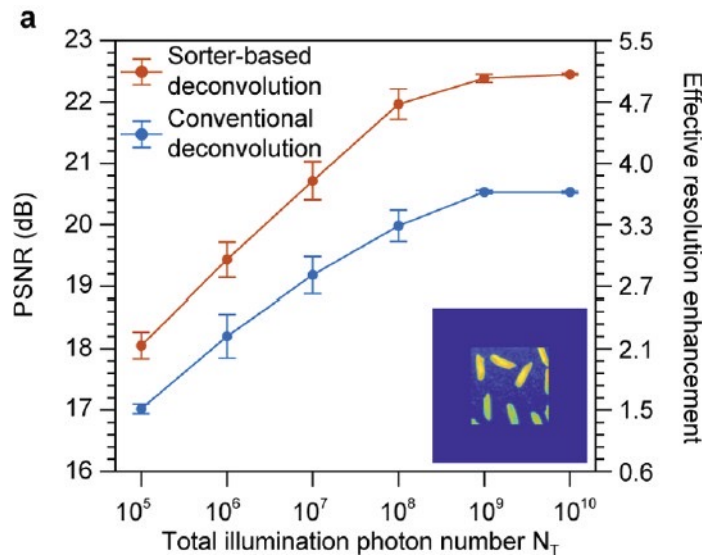 a
Sorter-based
deconvolution
Conventional
deconvolution
PSNR (dB)
23
22
21
20
19
18
17
16
5.5
4.7
4.0
3.3
2.7
2.1
1.5
0.6
Effective resolution enhancement
10⁵ 10⁶ 10⁷ 10⁸ 10⁹ 10¹⁰
Total illumination photon number N_T